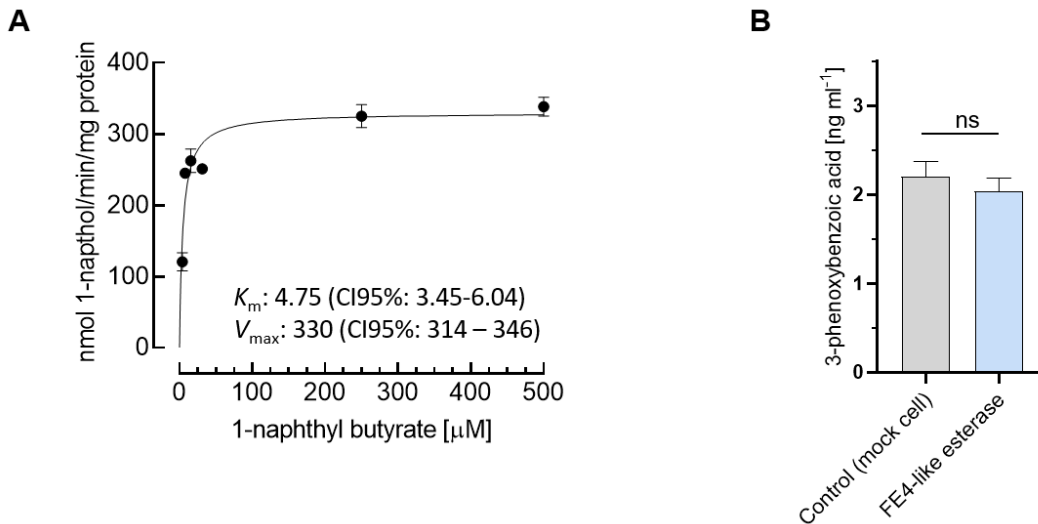 A
nmol 1-napthol/min/mg protein
400
300
200
100
0
Km: 4.75 (CI95%: 3.45-6.04)
Vmax: 330 (CI95%: 314 – 346)
0 100 200 300 400 500
1-naphthyl butyrate [μM]
B
3-phenoxybenzoic acid [ng ml-1]
3
2
1
0
ns
Control (mock cell)
FE4-like esterase